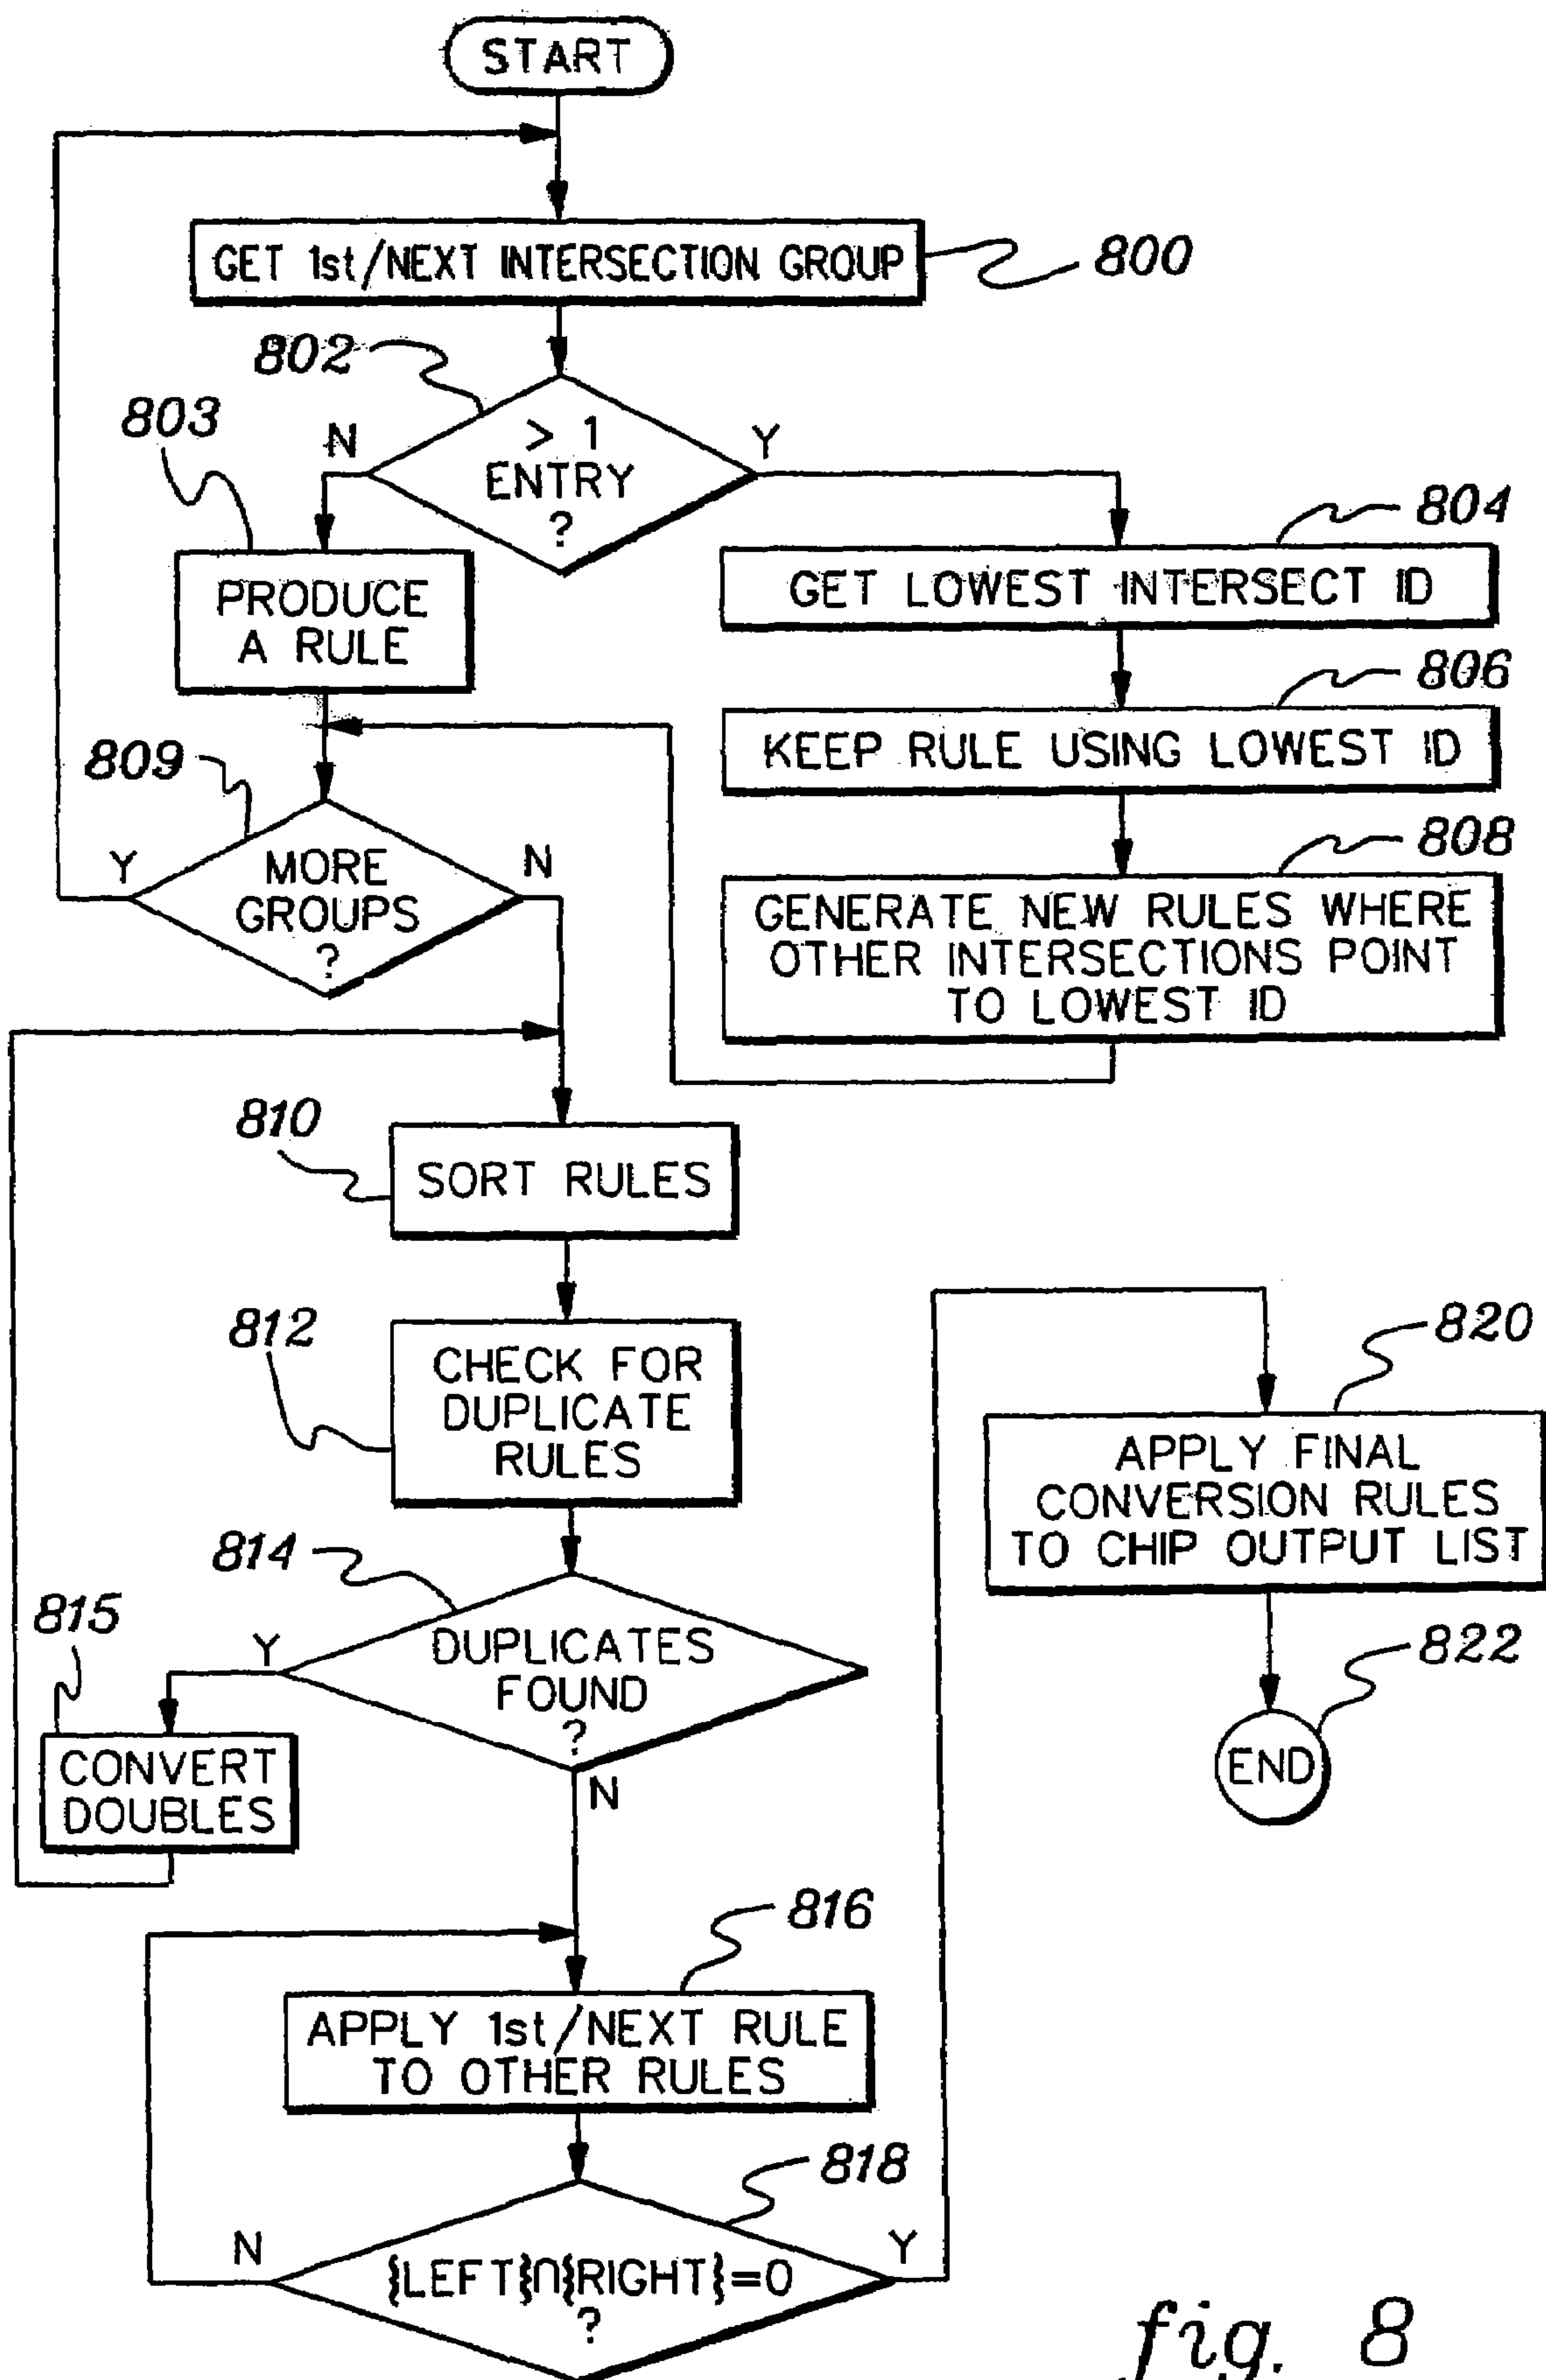 START
GET 1st/NEXT INTERSECTION GROUP
800
802
> 1
ENTRY
?
N
Y
803
PRODUCE
A RULE
804
GET LOWEST INTERSECT ID
806
KEEP RULE USING LOWEST ID
808
GENERATE NEW RULES WHERE
OTHER INTERSECTIONS POINT
TO LOWEST ID
809
MORE
GROUPS
?
Y
N
810
SORT RULES
812
CHECK FOR
DUPLICATE
RULES
814
DUPLICATES
FOUND
?
Y
N
815
CONVERT
DOUBLES
816
APPLY 1st/NEXT RULE
TO OTHER RULES
818
{LEFT}∩{RIGHT}=0
?
N
Y
820
APPLY FINAL
CONVERSION RULES
TO CHIP OUTPUT LIST
822
END
fig. 8